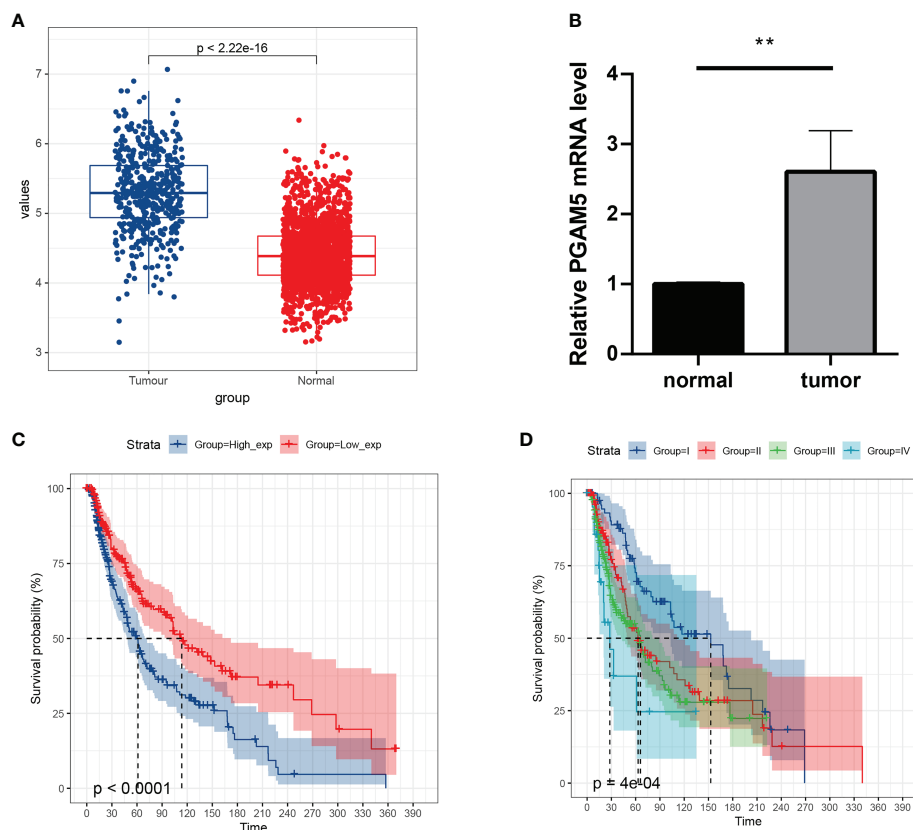 A
p < 2.22e-16
7
6
5
4
3
values
Tumour
Normal
group
B
**
Relative PGAM5 mRNA level
4
3
2
1
0
normal
tumor
C
Strata Group=High_exp Group=Low_exp
100
75
50
25
0
Survival probability (%)
p < 0.0001
0 30 60 90 120 150 180 210 240 270 300 330 360
Time
D
Strata Group=I Group=II Group=III Group=IV
100
75
50
25
0
Survival probability (%)
p = 4e-04
0 30 60 90 120 150 180 210 240 270 300 330 360
Time